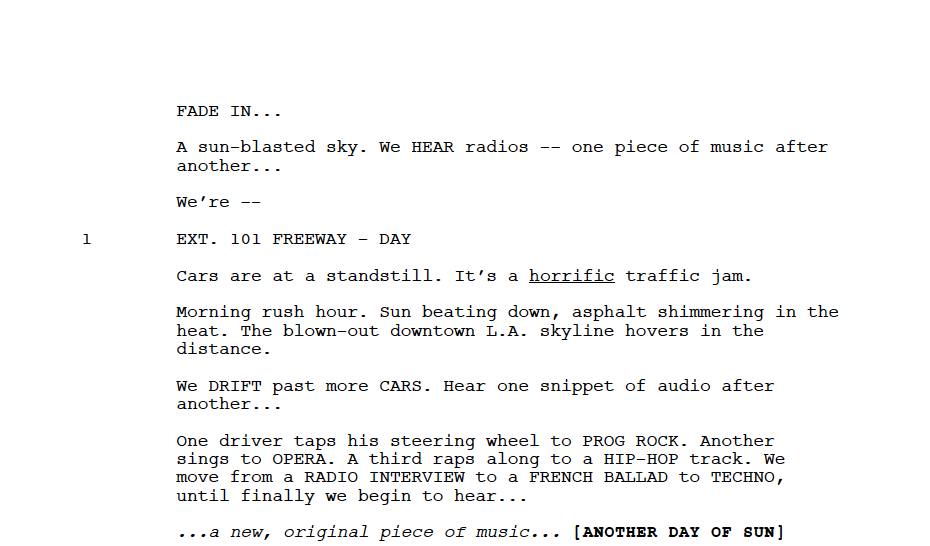 FADE IN...
A sun-blasted sky. We HEAR radios -- one piece of music after
another...
We're --
1 EXT. 101 FREEWAY - DAY
Cars are at a standstill. It's a horrific traffic jam.
Morning rush hour. Sun beating down, asphalt shimmering in the
heat. The blown-out downtown L.A. skyline hovers in the
distance.
We DRIFT past more CARS. Hear one snippet of audio after
another...
One driver taps his steering wheel to PROG ROCK. Another
sings to OPERA. A third raps along to a HIP-HOP track. We
move from a RADIO INTERVIEW to a FRENCH BALLAD to TECHNO,
until finally we begin to hear...
...a new, original piece of music... [ANOTHER DAY OF SUN]